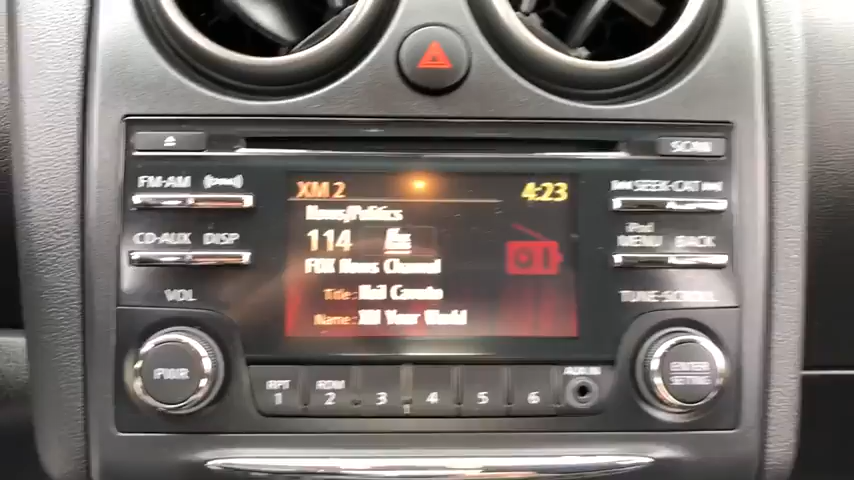 SCAN
FM·AM
SEEK·CAT
XM 2
4:23
News/Politics
iPod
CD·AUX DISP
114
MENU BACK
FOX News Channel
VOL
Title: Neil Cavuto
TUNE·SCROLL
Name: Your World
PWR
ENTER
SETTING
AUX IN
RPT
1
RDM
2
3
4
5
6